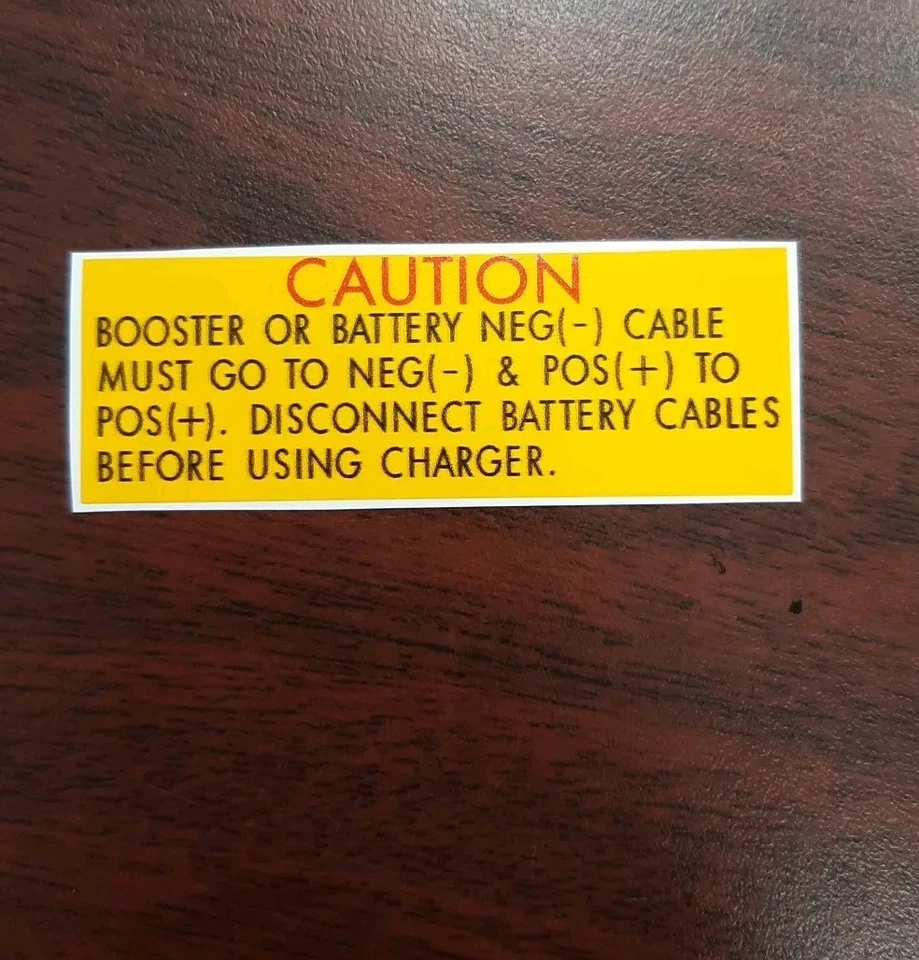 CAUTION
BOOSTER OR BATTERY NEG(-) CABLE
MUST GO TO NEG(-) & POS(+) TO
POS(+). DISCONNECT BATTERY CABLES
BEFORE USING CHARGER.